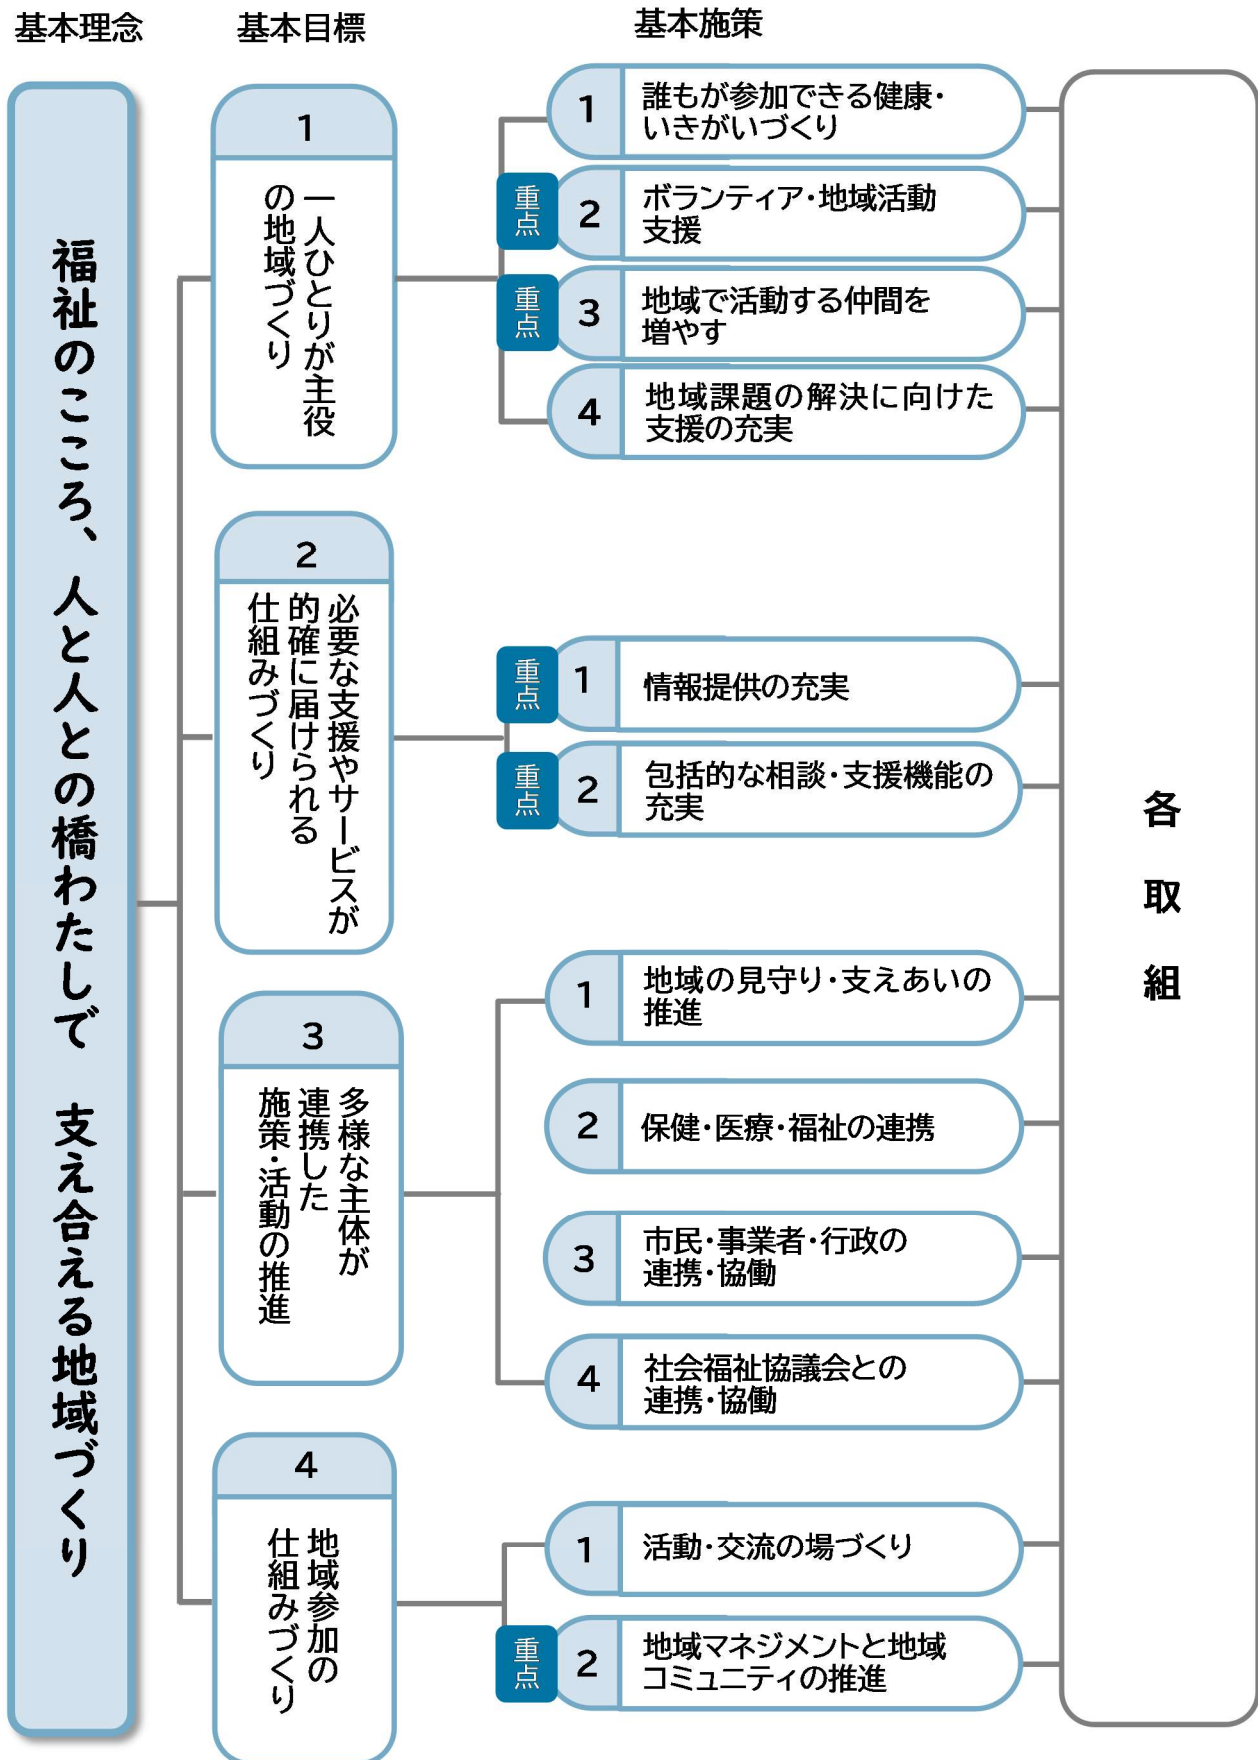 基本理念
基本目標
基本施策
福祉のこころ、人と人との橋わたしで　支え合える地域づくり
1
一人ひとりが主役
の地域づくり
1
誰もが参加できる健康・
いきがいづくり
重点
2
ボランティア・地域活動
支援
重点
3
地域で活動する仲間を
増やす
4
地域課題の解決に向けた
支援の充実
2
必要な支援やサービスが
的確に届けられる
仕組みづくり
重点
1
情報提供の充実
重点
2
包括的な相談・支援機能の
充実
3
多様な主体が
連携した
施策・活動の推進
1
地域の見守り・支えあいの
推進
2
保健・医療・福祉の連携
3
市民・事業者・行政の
連携・協働
4
社会福祉協議会との
連携・協働
4
地域参加の
仕組みづくり
1
活動・交流の場づくり
重点
2
地域マネジメントと地域
コミュニティの推進
各取組